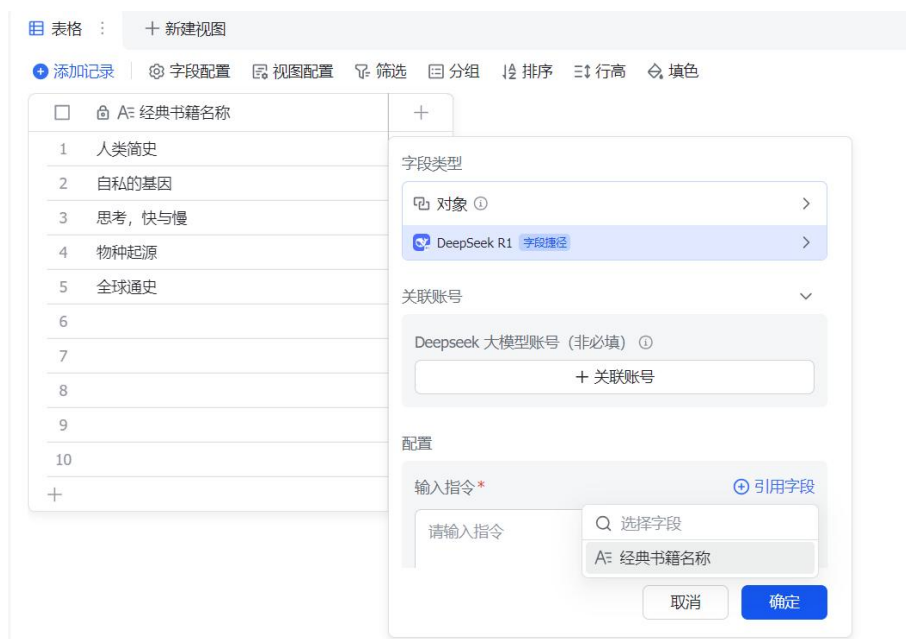 表格 新建视图
添加记录 字段配置 视图配置 筛选 分组 排序 行高 填色
经典书籍名称
1 人类简史
2 自私的基因
3 思考，快与慢
4 物种起源
5 全球通史
6
7
8
9
10
字段类型
对象
DeepSeek R1 字段捷径
关联账号
Deepseek 大模型账号（非必填）
+ 关联账号
配置
输入指令* 引用字段
请输入指令
选择字段
经典书籍名称
取消 确定